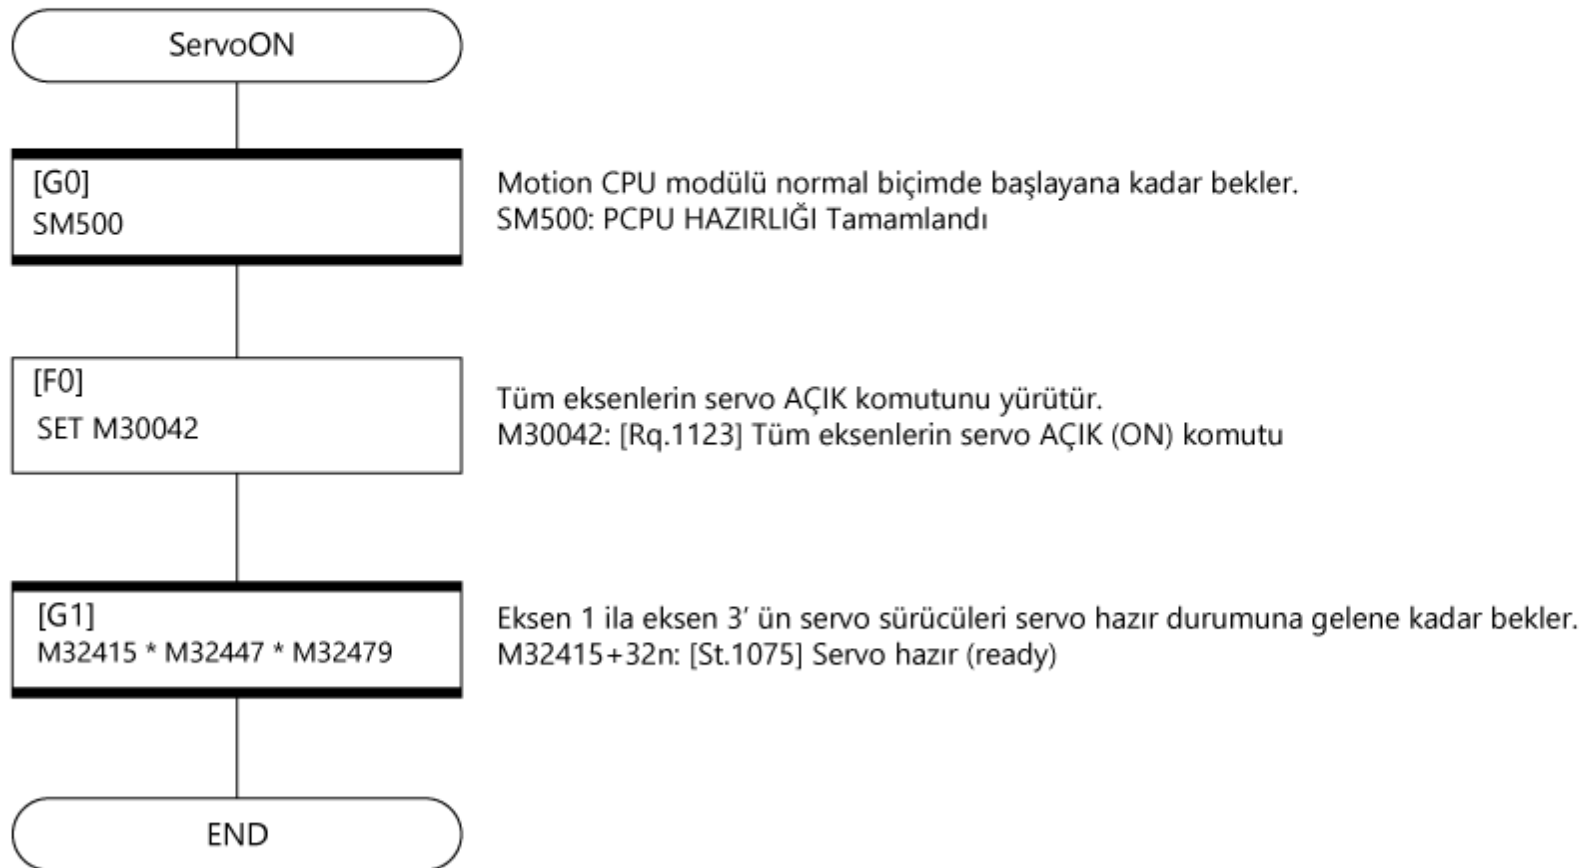 ServoON
[G0]
SM500
Motion CPU modülü normal biçimde başlayana kadar bekler.
SM500: PCPU HAZIRLIĞI Tamamlandı
[F0]
SET M30042
Tüm eksenlerin servo AÇIK komutunu yürütür.
M30042: [Rq.1123] Tüm eksenlerin servo AÇIK (ON) komutu
[G1]
M32415 * M32447 * M32479
Eksen 1 ila eksen 3’ ün servo sürücüleri servo hazır durumuna gelene kadar bekler.
M32415+32n: [St.1075] Servo hazır (ready)
END